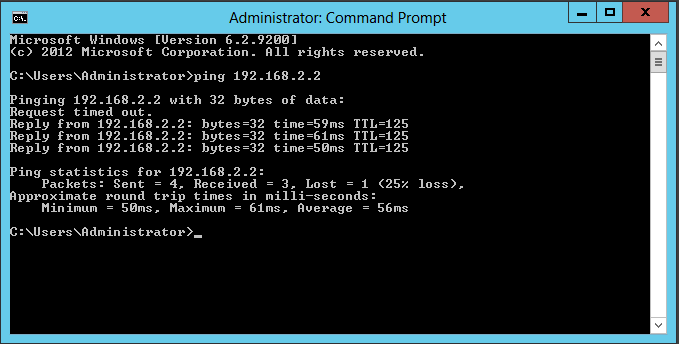 Administrator: Command Prompt
Microsoft Windows [Version 6.2.9200]
(c) 2012 Microsoft Corporation. All rights reserved.
C:\Users\Administrator>ping 192.168.2.2
Pinging 192.168.2.2 with 32 bytes of data:
Request timed out.
Reply from 192.168.2.2: bytes=32 time=59ms TTL=125
Reply from 192.168.2.2: bytes=32 time=61ms TTL=125
Reply from 192.168.2.2: bytes=32 time=50ms TTL=125
Ping statistics for 192.168.2.2:
    Packets: Sent = 4, Received = 3, Lost = 1 (25% loss),
Approximate round trip times in milli-seconds:
    Minimum = 50ms, Maximum = 61ms, Average = 56ms
C:\Users\Administrator>_